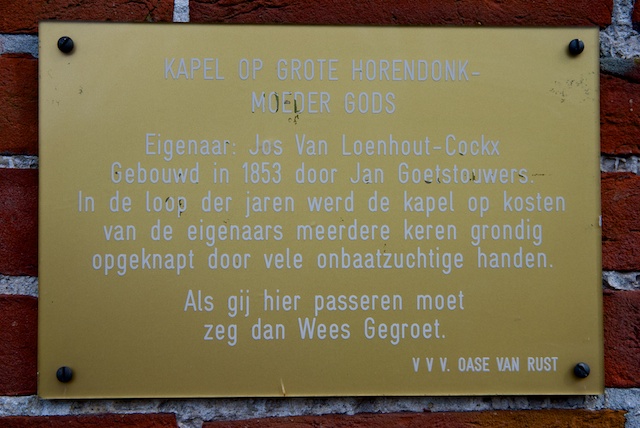 KAPEL OP GROTE HORENDONK-
MOEDER GODS
Eigenaar: Jos Van Loenhout-Cockx
Gebouwd in 1853 door Jan Goetstouwers.
In de loop der jaren werd de kapel op kosten
van de eigenaars meerdere keren grondig
opgeknapt door vele onbaatzuchtige handen.
Als gij hier passeren moet
zeg dan Wees Gegroet.
V V V. OASE VAN RUST